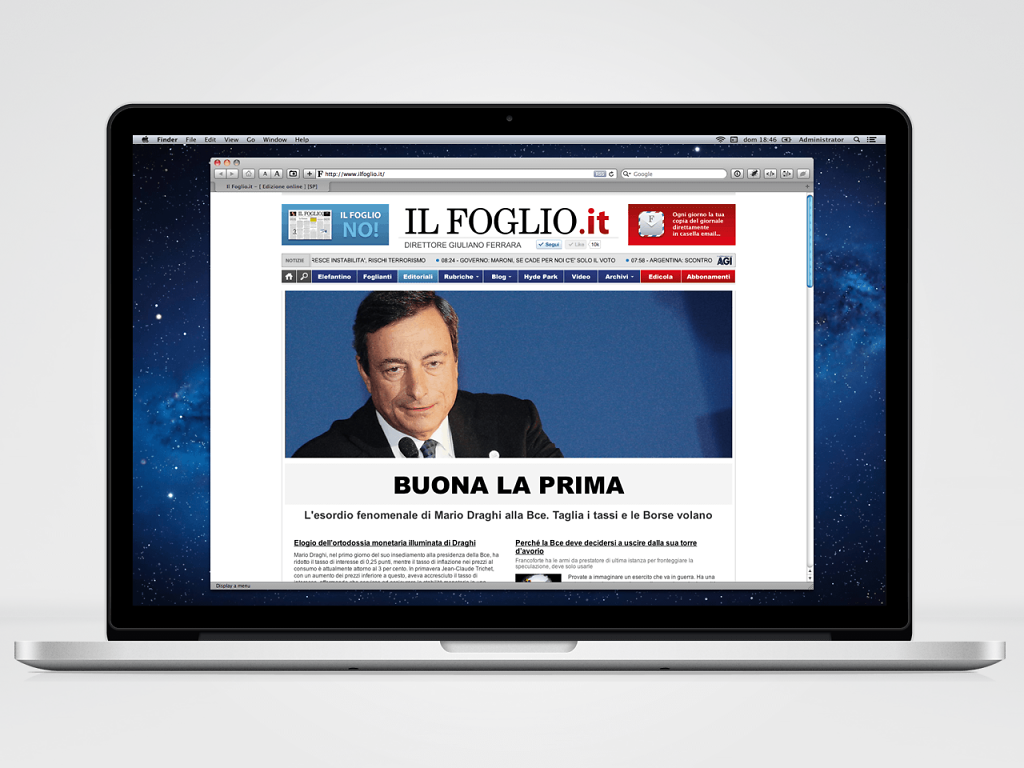 Finder File Edit View Go Window Help
dom 18:46 Administrator
http://www.ilfoglio.it/
Google
Il Foglio.it – [ Edizione online ] [SP]
IL FOGLIO
IL FOGLIO
NO!
IL FOGLIO.it
DIRETTORE GIULIANO FERRARA
Segui
Like
10k
F
Ogni giorno la tua
copia del giornale
direttamente
in casella email...
NOTIZIE
RESCE INSTABILITA', RISCHI TERRORISMO • 08:24 - GOVERNO: MARONI, SE CADE PER NOI C'E' SOLO IL VOTO • 07:58 - ARGENTINA: SCONTRO
AGI
Elefantino Foglianti Editoriali Rubriche Blog Hyde Park Video Archivi Edicola Abbonamenti
BUONA LA PRIMA
L'esordio fenomenale di Mario Draghi alla Bce. Taglia i tassi e le Borse volano
Elogio dell'ortodossia monetaria illuminata di Draghi
Mario Draghi, nel primo giorno del suo insediamento alla presidenza della Bce, ha
ridotto il tasso di interesse di 0,25 punti, mentre il tasso di inflazione nei prezzi al
consumo è attualmente attorno al 3 per cento. In primavera Jean-Claude Trichet,
con un aumento dei prezzi inferiore a questo, aveva accresciuto il tasso di
Perché la Bce deve decidersi a uscire dalla sua torre
d'avorio
Francoforte ha le armi da prestatore di ultima istanza per fronteggiare la
speculazione, deve solo usarle
Provate a immaginare un esercito che va in guerra. Ha una
Display a menu